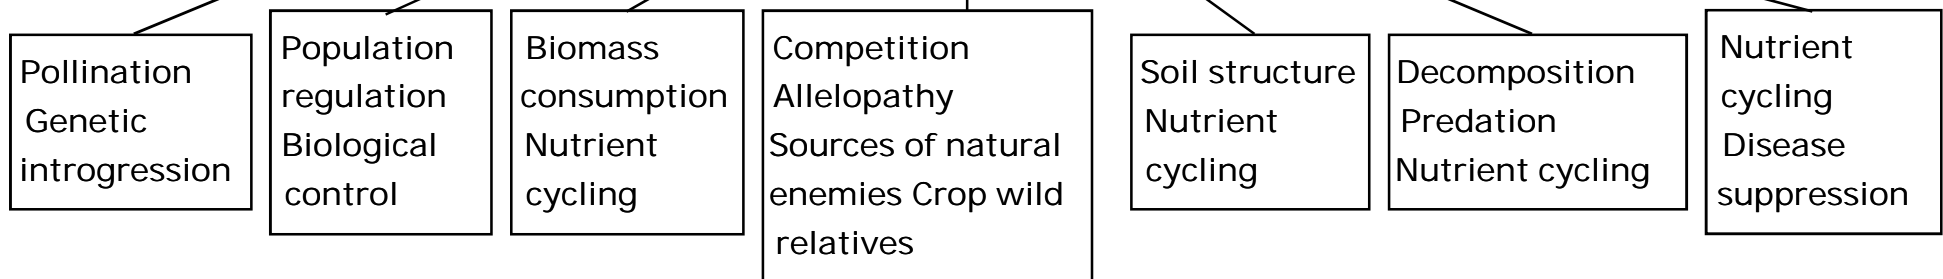 Pollination
Genetic
introgression
Population
regulation
Biological
control
Biomass
consumption
Nutrient
cycling
Competition
Allelopathy
Sources of natural
enemies Crop wild
relatives
Soil structure
Nutrient
cycling
Decomposition
Predation
Nutrient cycling
Nutrient
cycling
Disease
suppression